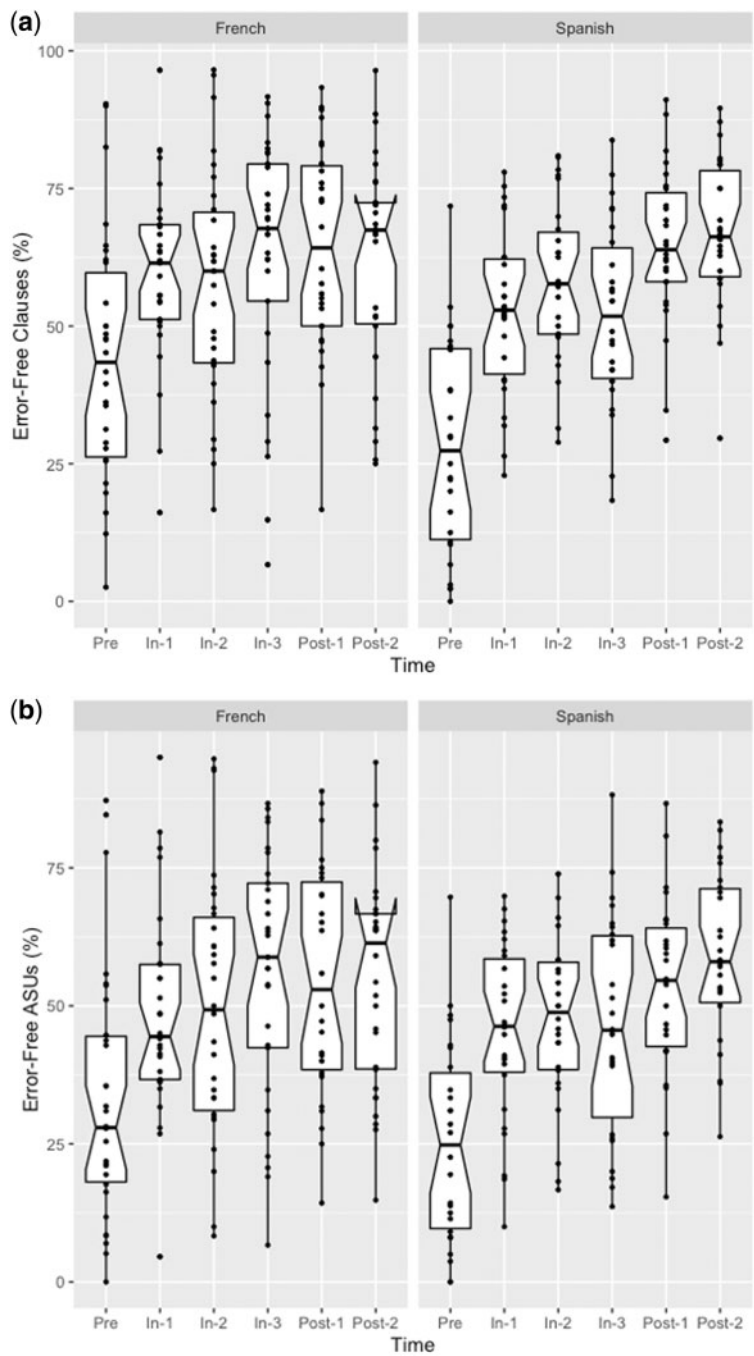 (a)
French Spanish
100
75
50
25
0
Error-Free Clauses (%)
Pre In-1 In-2 In-3 Post-1 Post-2 Pre In-1 In-2 In-3 Post-1 Post-2
Time
(b)
French Spanish
75
50
25
0
Error-Free ASUs (%)
Pre In-1 In-2 In-3 Post-1 Post-2 Pre In-1 In-2 In-3 Post-1 Post-2
Time